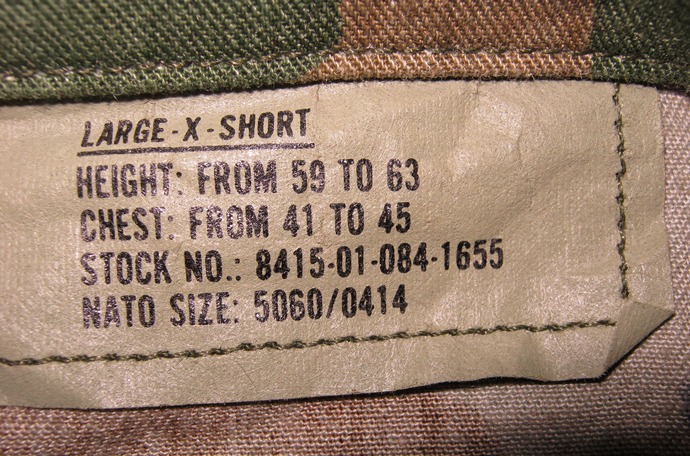 LARGE-X-SHORT
HEIGHT: FROM 59 TO 63
CHEST: FROM 41 TO 45
STOCK NO.: 8415-01-084-1655
NATO SIZE: 5060/0414